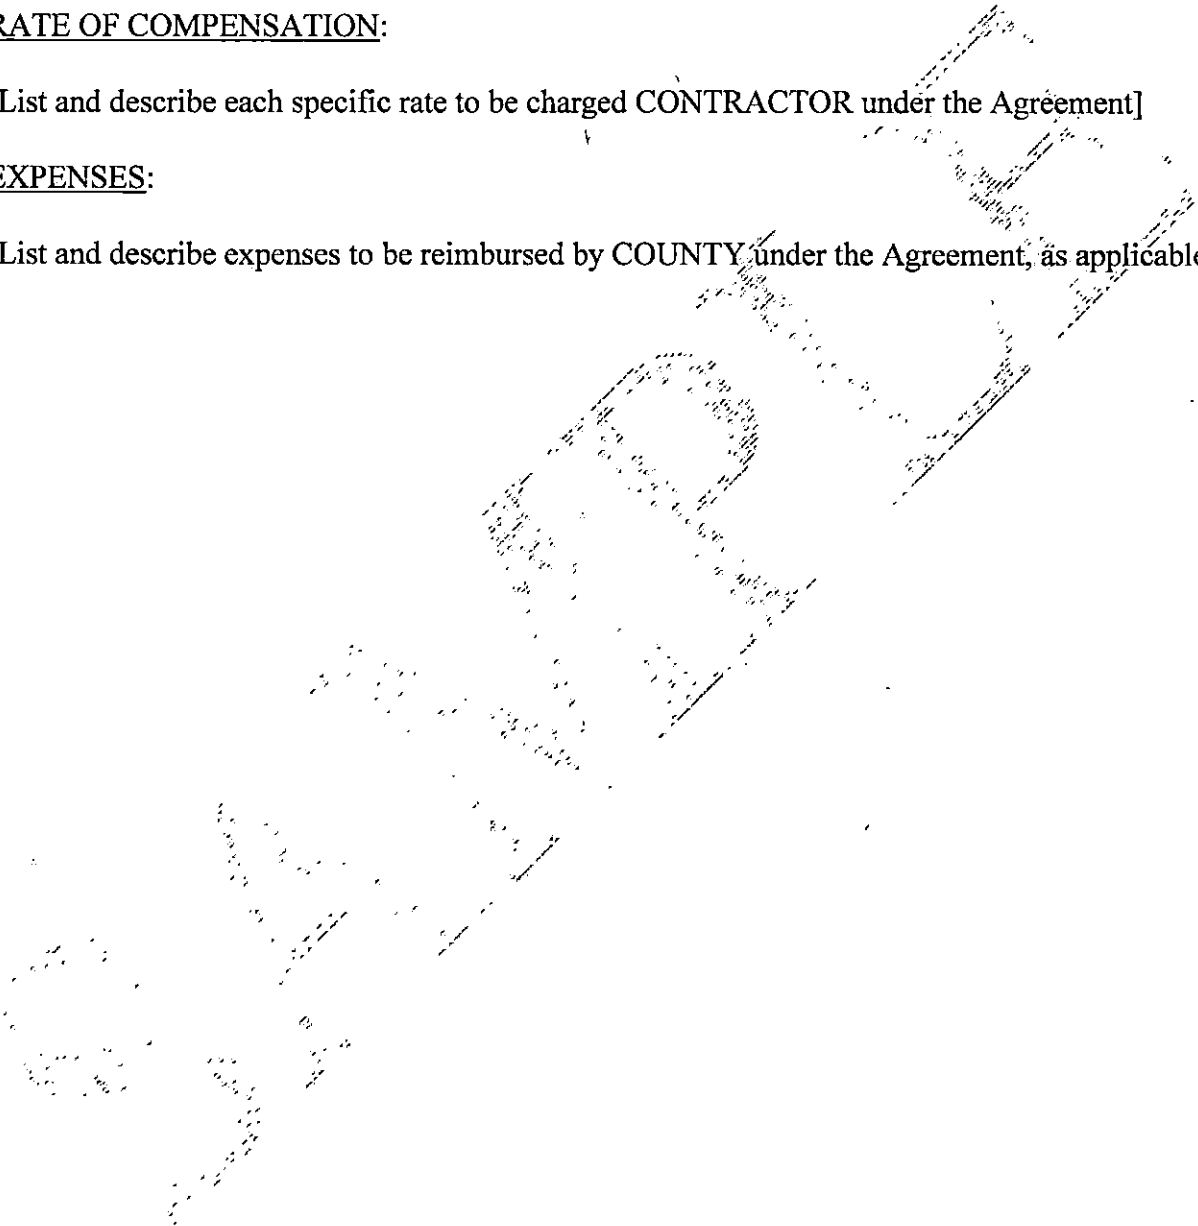 RATE OF COMPENSATION:
List and describe each specific rate to be charged CONTRACTOR under the Agreement]
EXPENSES:
List and describe expenses to be reimbursed by COUNTY under the Agreement, as applicable
SAMPLE